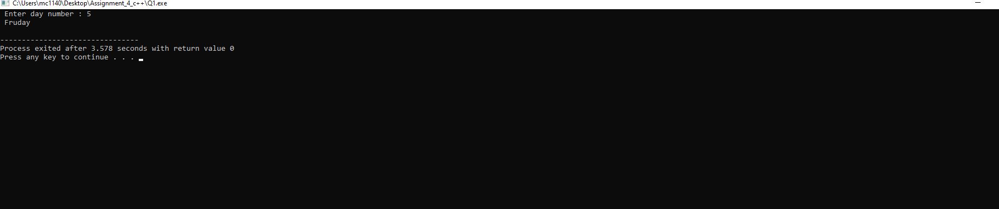 C:\Users\mc1140\Desktop\Assignment_4_c++\Q1.exe
Enter day number : 5
Fruday
--------------------------------
Process exited after 3.578 seconds with return value 0
Press any key to continue . . .